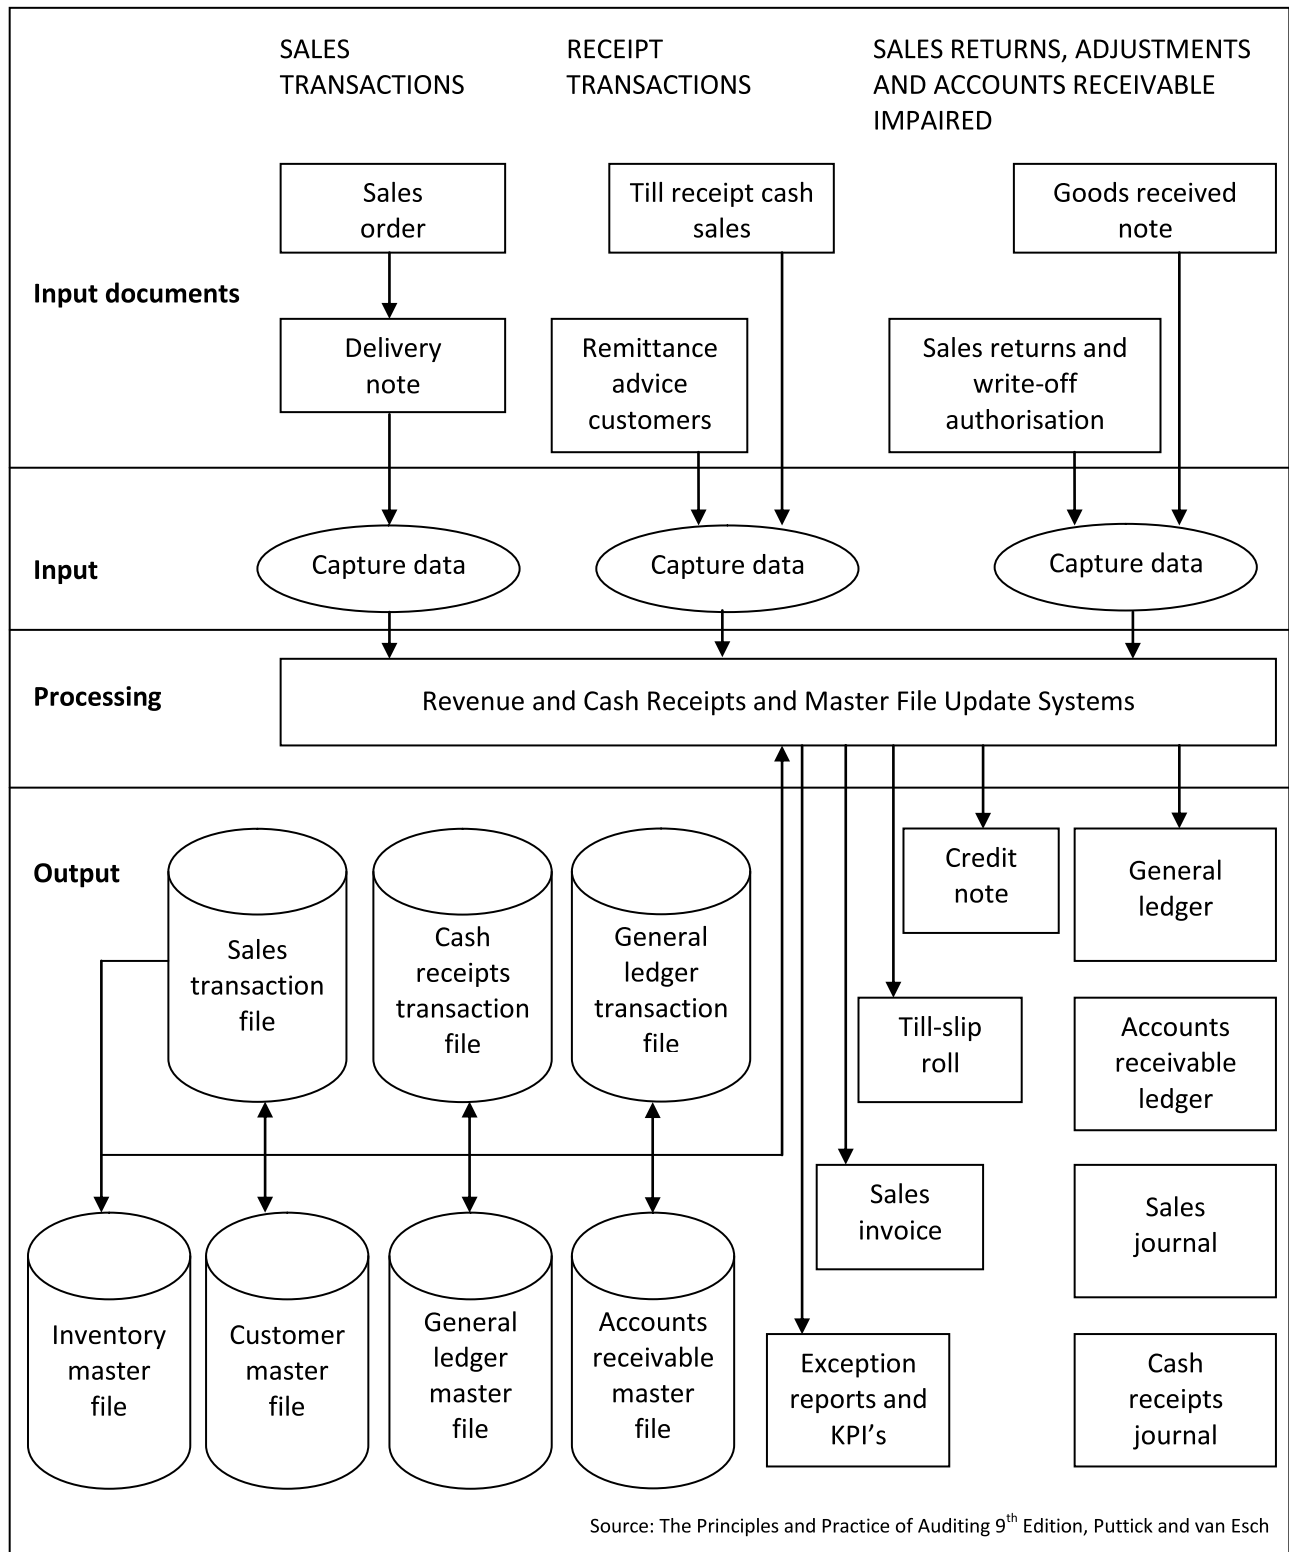 SALES
TRANSACTIONS
RECEIPT
TRANSACTIONS
SALES RETURNS, ADJUSTMENTS
AND ACCOUNTS RECEIVABLE
IMPAIRED
Input documents
Sales
order
Delivery
note
Till receipt cash
sales
Remittance
advice
customers
Goods received
note
Sales returns and
write-off
authorisation
Input
Capture data
Capture data
Capture data
Processing
Revenue and Cash Receipts and Master File Update Systems
Output
Sales
transaction
file
Cash
receipts
transaction
file
General
ledger
transaction
file
Credit
note
General
ledger
Till-slip
roll
Accounts
receivable
ledger
Sales
invoice
Sales
journal
Inventory
master
file
Customer
master
file
General
ledger
master
file
Accounts
receivable
master
file
Exception
reports and
KPI’s
Cash
receipts
journal
Source: The Principles and Practice of Auditing 9th Edition, Puttick and van Esch